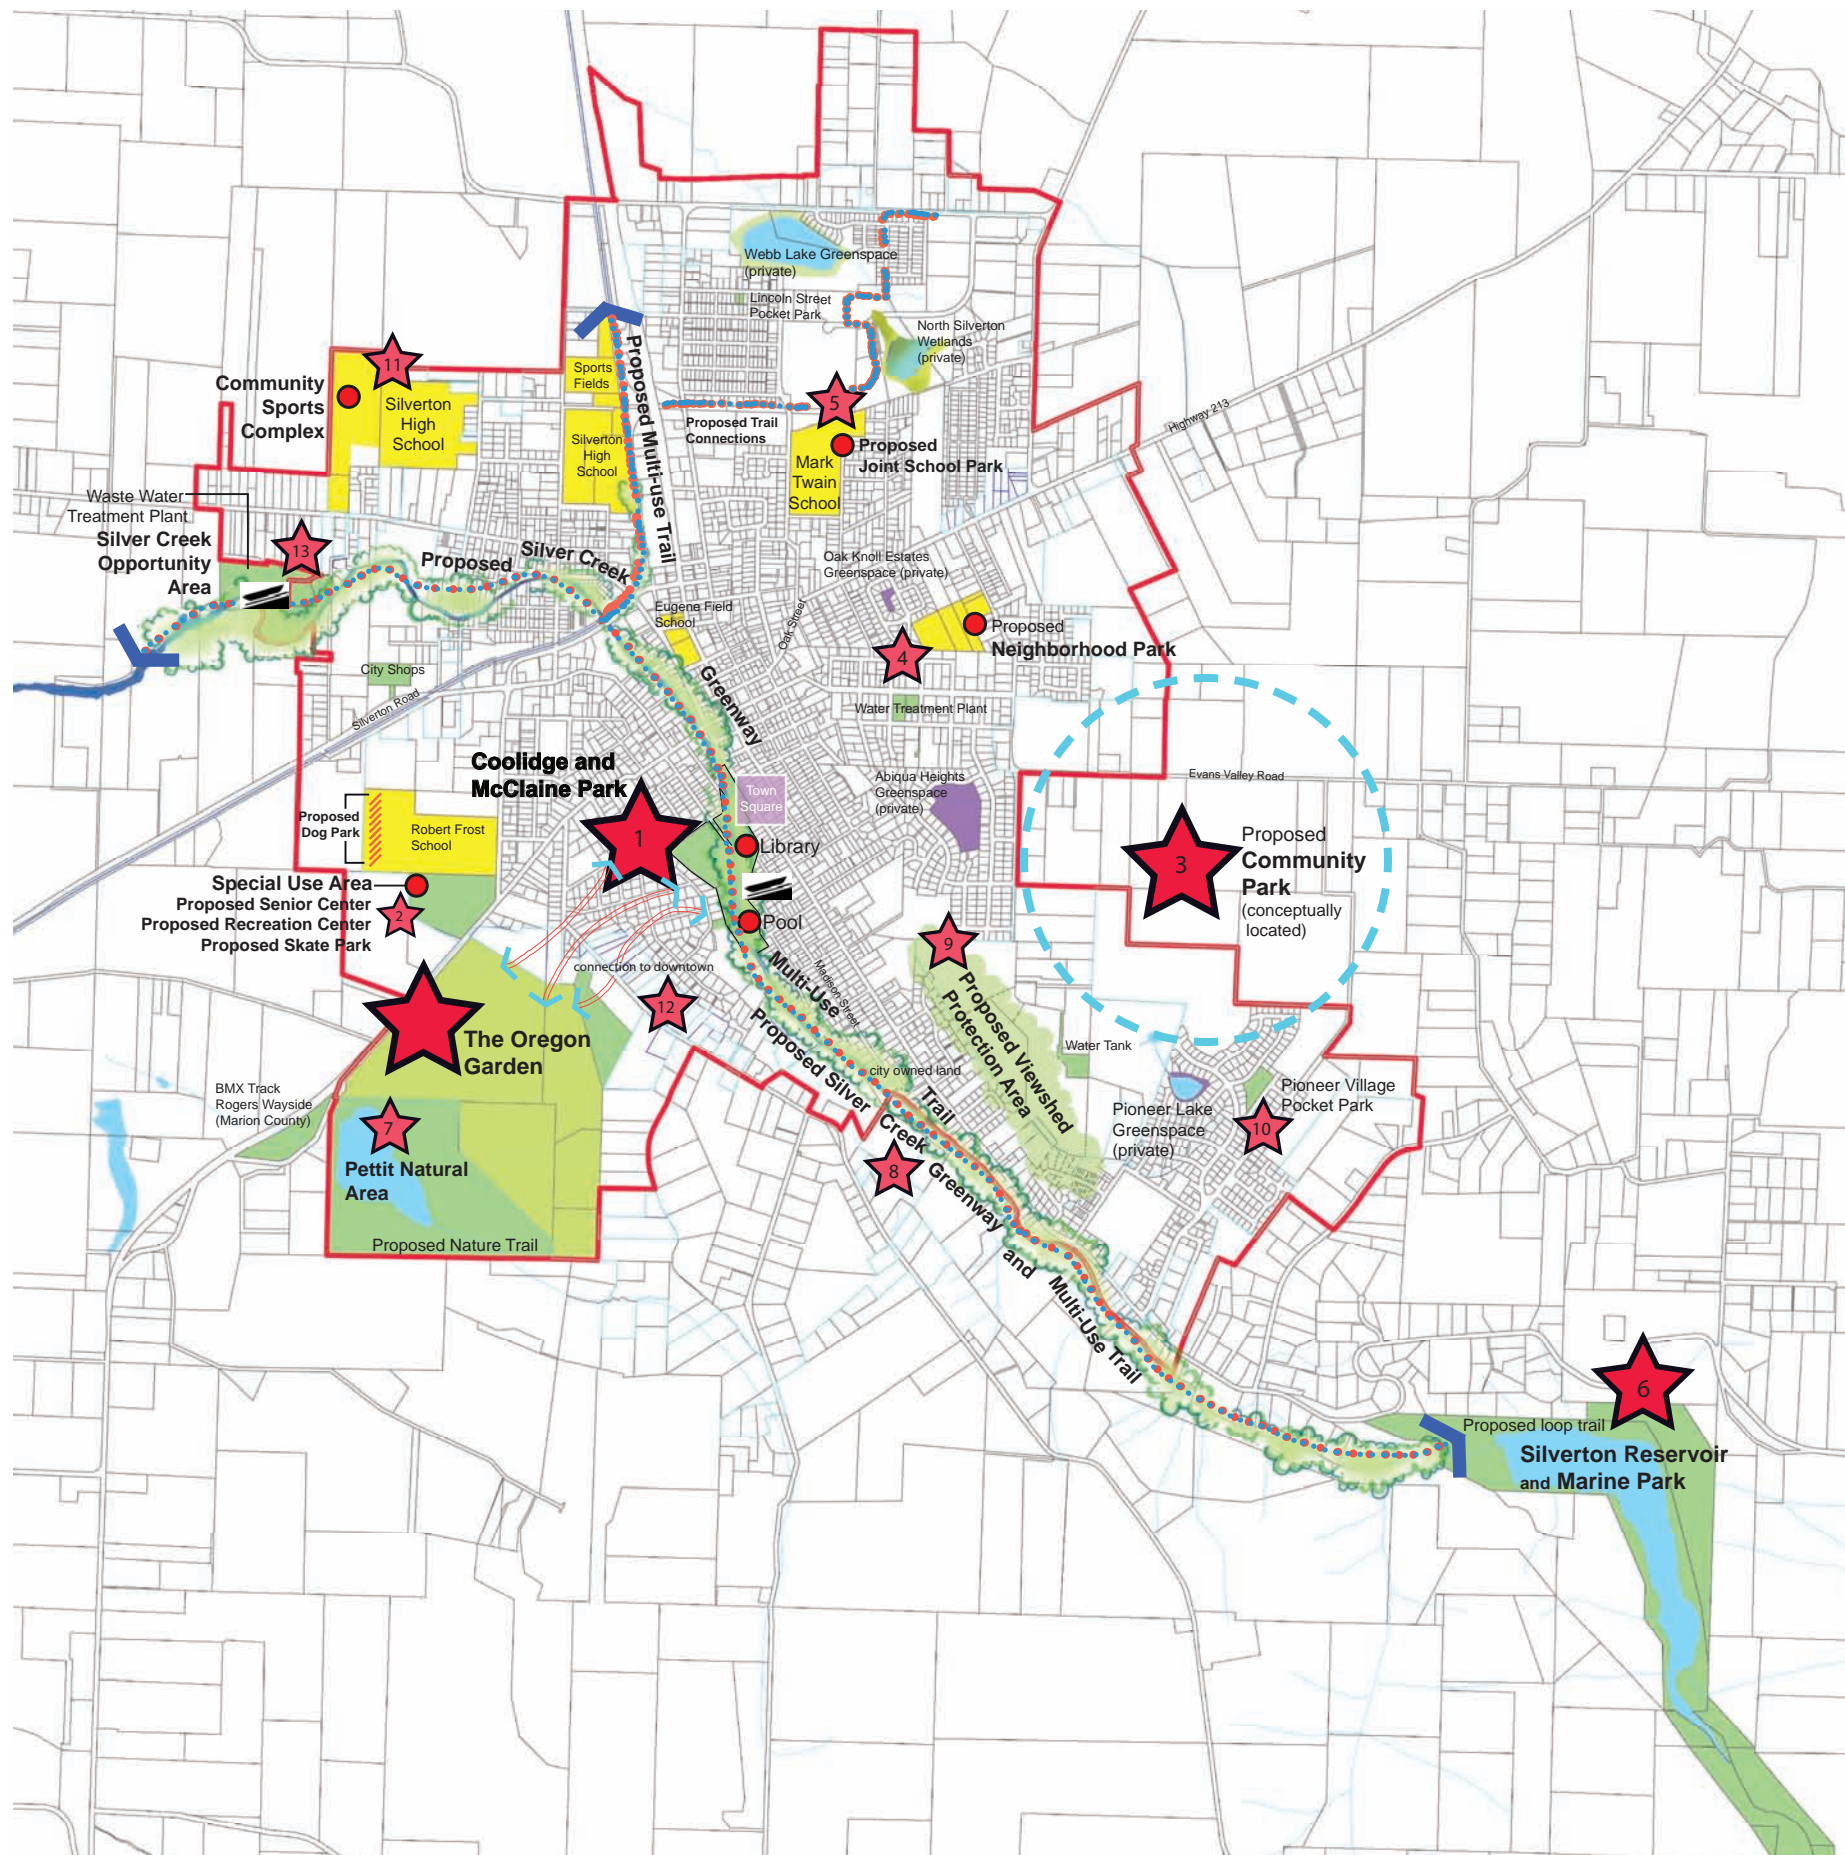 Webb Lake Greenspace
(private)
Lincoln Street
Pocket Park
North Silverton
Wetlands
(private)
11
Community
Sports
Complex
Silverton
High
School
Sports
Fields
Silverton
High
School
Proposed Multi-use Trail
5
Proposed Trail
Connections
Proposed
Joint School Park
Mark
Twain
School
Highway 213
Waste Water
Treatment Plant
Silver Creek
Opportunity
Area
13
Proposed
Silver Creek
Greenway
Oak Knoll Estates
Greenspace (private)
Eugene Field
School
Oak Street
Proposed
Neighborhood Park
4
City Shops
Silverton Road
Water Treatment Plant
Coolidge and
McClaine Park
1
Town
Square
Library
Pool
Abiqua Heights
Greenspace
(private)
Evans Valley Road
3
Proposed
Community
Park
(conceptually
located)
Proposed
Dog Park
Robert Frost
School
Special Use Area
Proposed Senior Center
Proposed Recreation Center
Proposed Skate Park
2
connection to downtown
12
9
Proposed Viewshed
Protection Area
Multi-Use
Trail
Madison Street
The Oregon
Garden
Water Tank
city owned land
Proposed Silver
Creek
Greenway
and
Multi-Use Trail
BMX Track
Rogers Wayside
(Marion County)
7
Pettit Natural
Area
Proposed Nature Trail
8
Pioneer Lake
Greenspace
(private)
Pioneer Village
Pocket Park
10
6
Proposed loop trail
Silverton Reservoir
and Marine Park